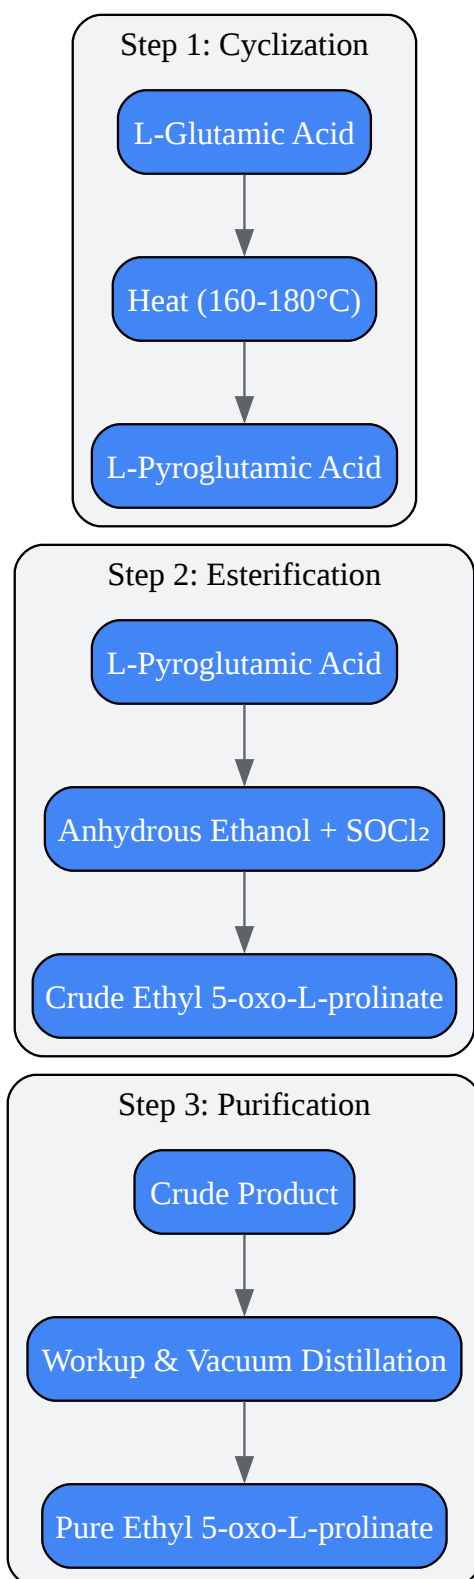 Step 1: Cyclization
L-Glutamic Acid
Heat (160-180°C)
L-Pyroglutamic Acid
Step 2: Esterification
L-Pyroglutamic Acid
Anhydrous Ethanol + SOCl₂
Crude Ethyl 5-oxo-L-prolinate
Step 3: Purification
Crude Product
Workup & Vacuum Distillation
Pure Ethyl 5-oxo-L-prolinate